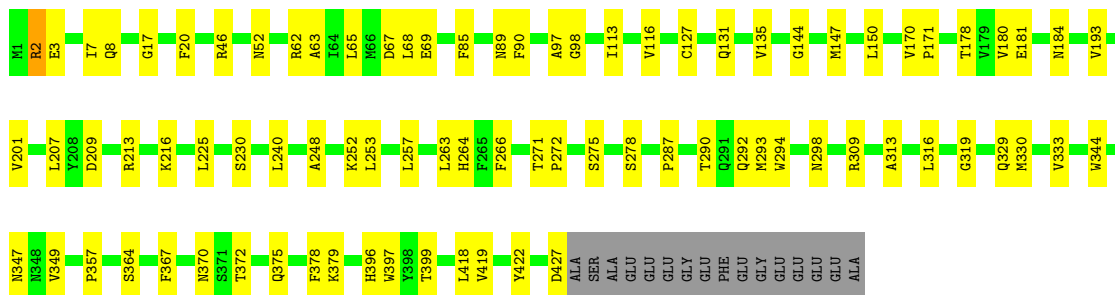 M1 R2 E3 I7 Q8 G17 F20 R46 N52 R62 A63 I64 L65 M66 D67 L68 E69 F85 N89 F90 A97 G98 I113 V116 C127 Q131 V135 G144 M147 L150 V170 P171 T178 V179 V180 E181 N184 V193
V201 L207 Y208 D209 R213 K216 L225 S230 L240 A248 K252 L253 L257 L263 H264 F265 F266 T271 P272 S275 S278 P287 T290 Q291 Q292 M293 W294 N298 R309 A313 L316 G319 Q329 M330 V333 W344
N347 N348 V349 P357 S364 F367 N370 S371 T372 Q375 F378 K379 H396 W397 Y398 T399 L418 V419 Y422 D427 ALA SER ALA GLU GLU GLU GLY GLU PHE GLU GLY GLU GLU GLU GLU ALA